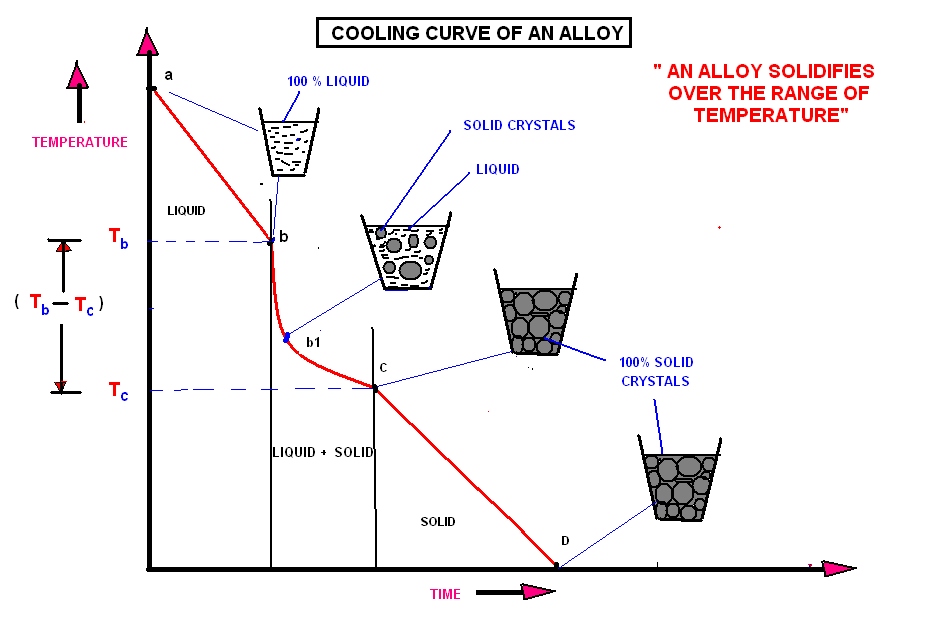 COOLING CURVE OF AN ALLOY
" AN ALLOY SOLIDIFIES
OVER THE RANGE OF
TEMPERATURE"
a
100 % LIQUID
SOLID CRYSTALS
TEMPERATURE
LIQUID
LIQUID
Tb
b
( Tb – Tc )
b1
C
100% SOLID
CRYSTALS
Tc
LIQUID + SOLID
SOLID
D
TIME